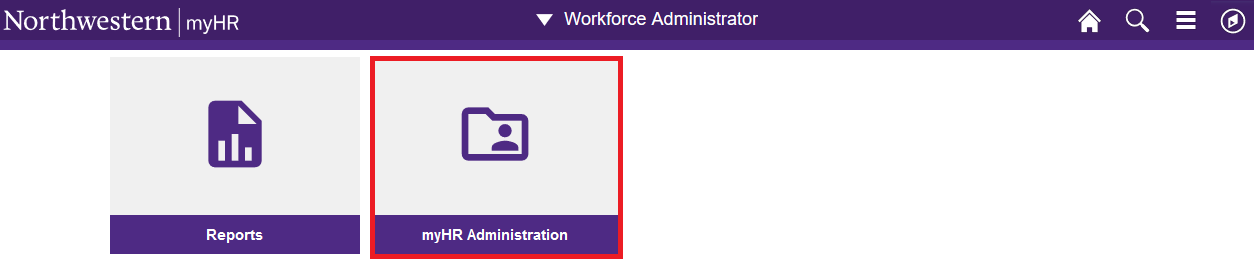 Northwestern | myHR
Workforce Administrator
Reports
myHR Administration